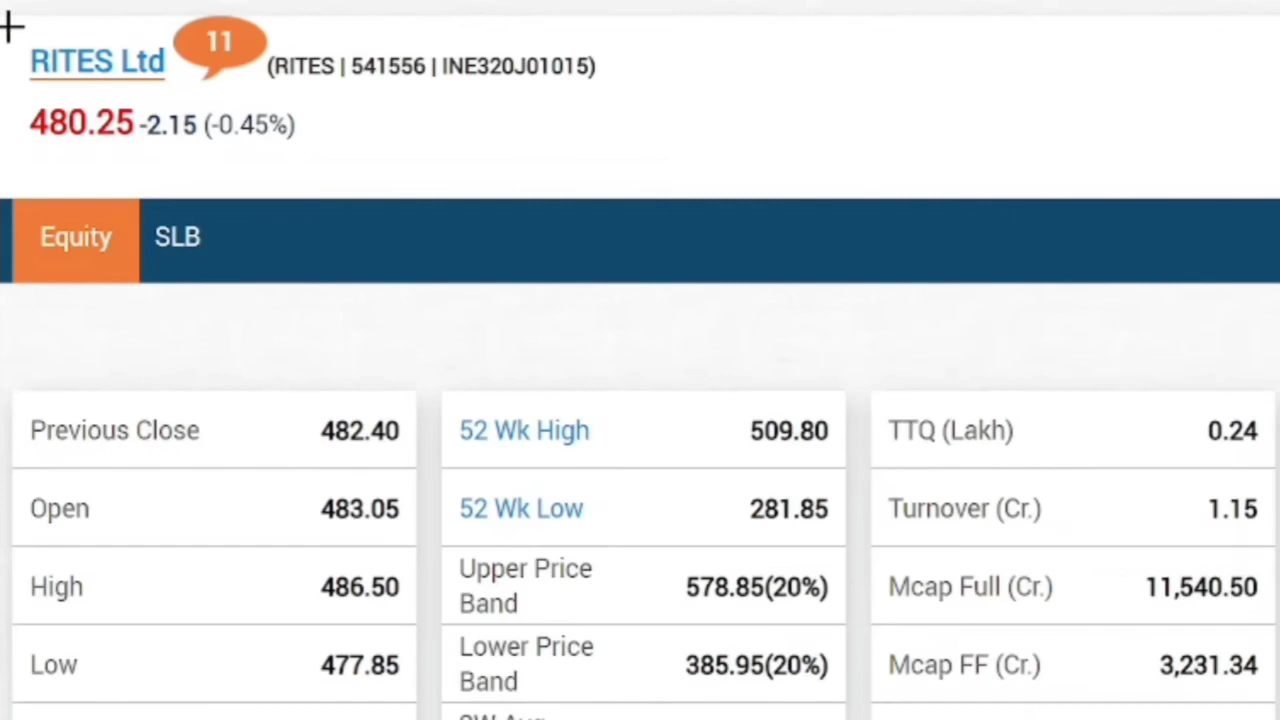 RITES Ltd 11 (RITES | 541556 | INE320J01015)
480.25 -2.15 (-0.45%)
Equity SLB
Previous Close 482.40
Open 483.05
High 486.50
Low 477.85
52 Wk High 509.80
52 Wk Low 281.85
Upper Price
Band 578.85(20%)
Lower Price
Band 385.95(20%)
TTQ (Lakh) 0.24
Turnover (Cr.) 1.15
Mcap Full (Cr.) 11,540.50
Mcap FF (Cr.) 3,231.34